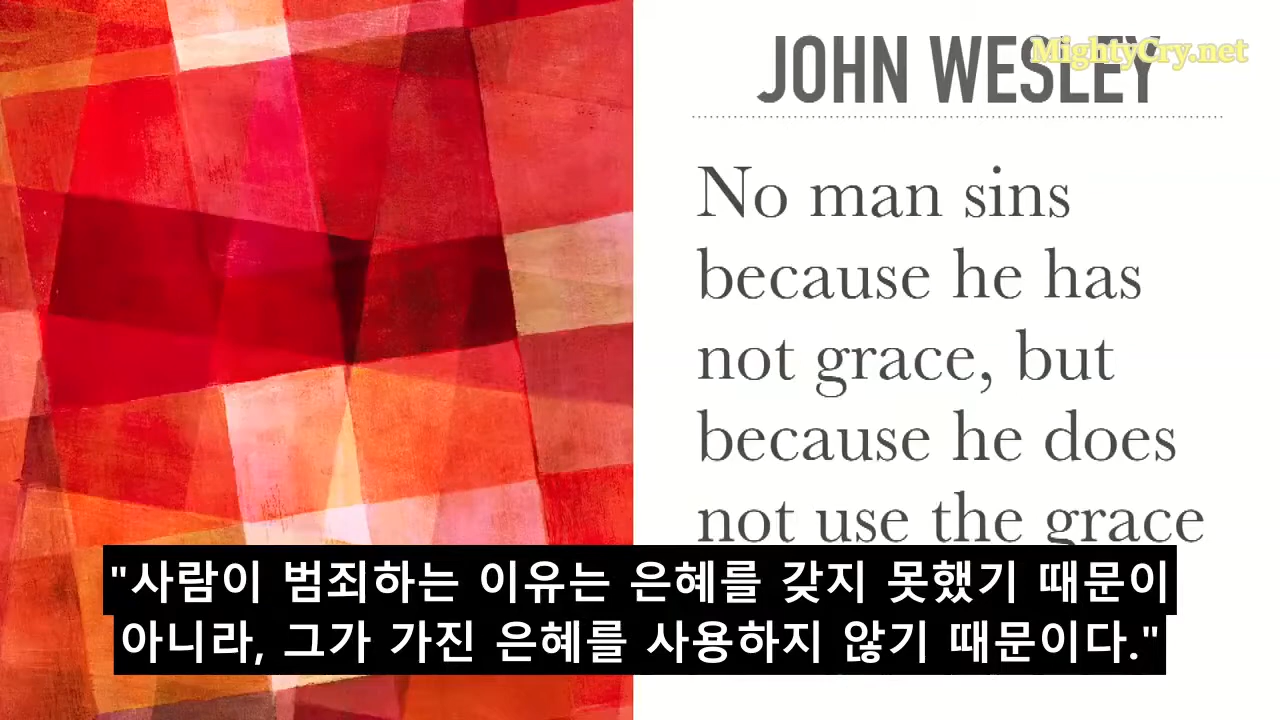 JOHN WESLEY
MightyCry.net
No man sins
because he has
not grace, but
because he does
not use the grace
"사람이 범죄하는 이유는 은혜를 갖지 못했기 때문이
아니라, 그가 가진 은혜를 사용하지 않기 때문이다."